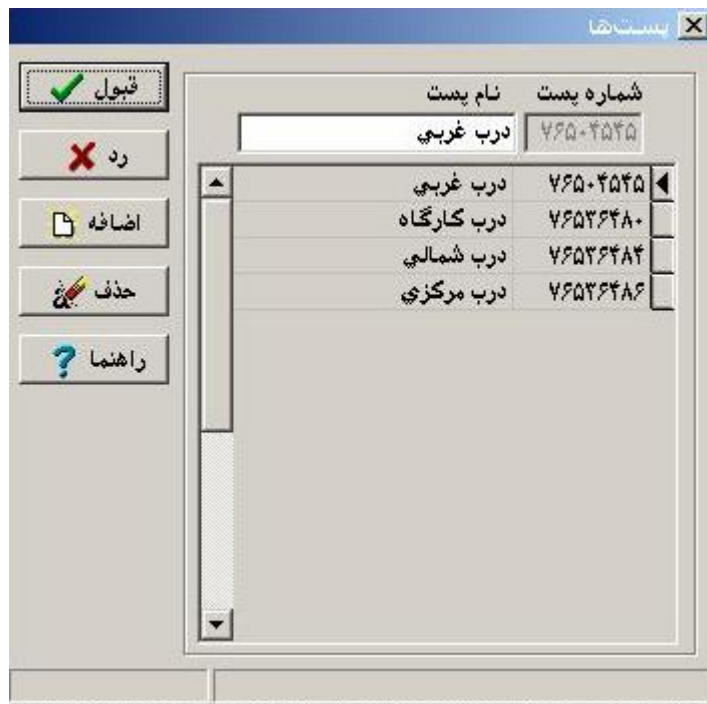 پست‌ها
شماره پست نام پست
۷۶۵۰۴۵۴۵ درب غربي
۷۶۵۰۴۵۴۵ درب غربي
۷۶۵۳۶۴۸۰ درب کارگاه
۷۶۵۳۶۴۸۴ درب شمالي
۷۶۵۳۶۴۸۶ درب مرکزي
قبول
رد
اضافه
حذف
راهنما